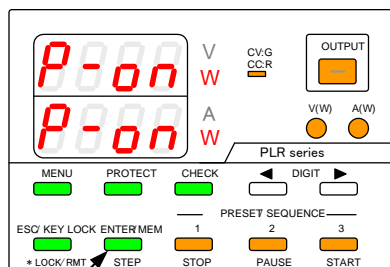 P-on V
W
CV:G
CC:R
OUTPUT
P-on A
W
V(W) A(W)
PLR series
MENU PROTECT CHECK ◀ DIGIT ▶
PRESET/ SEQUENCE
ESC/ KEY LOCK ENTER/MEM 1 2 3
* LOCK/ RMT STEP STOP PAUSE START